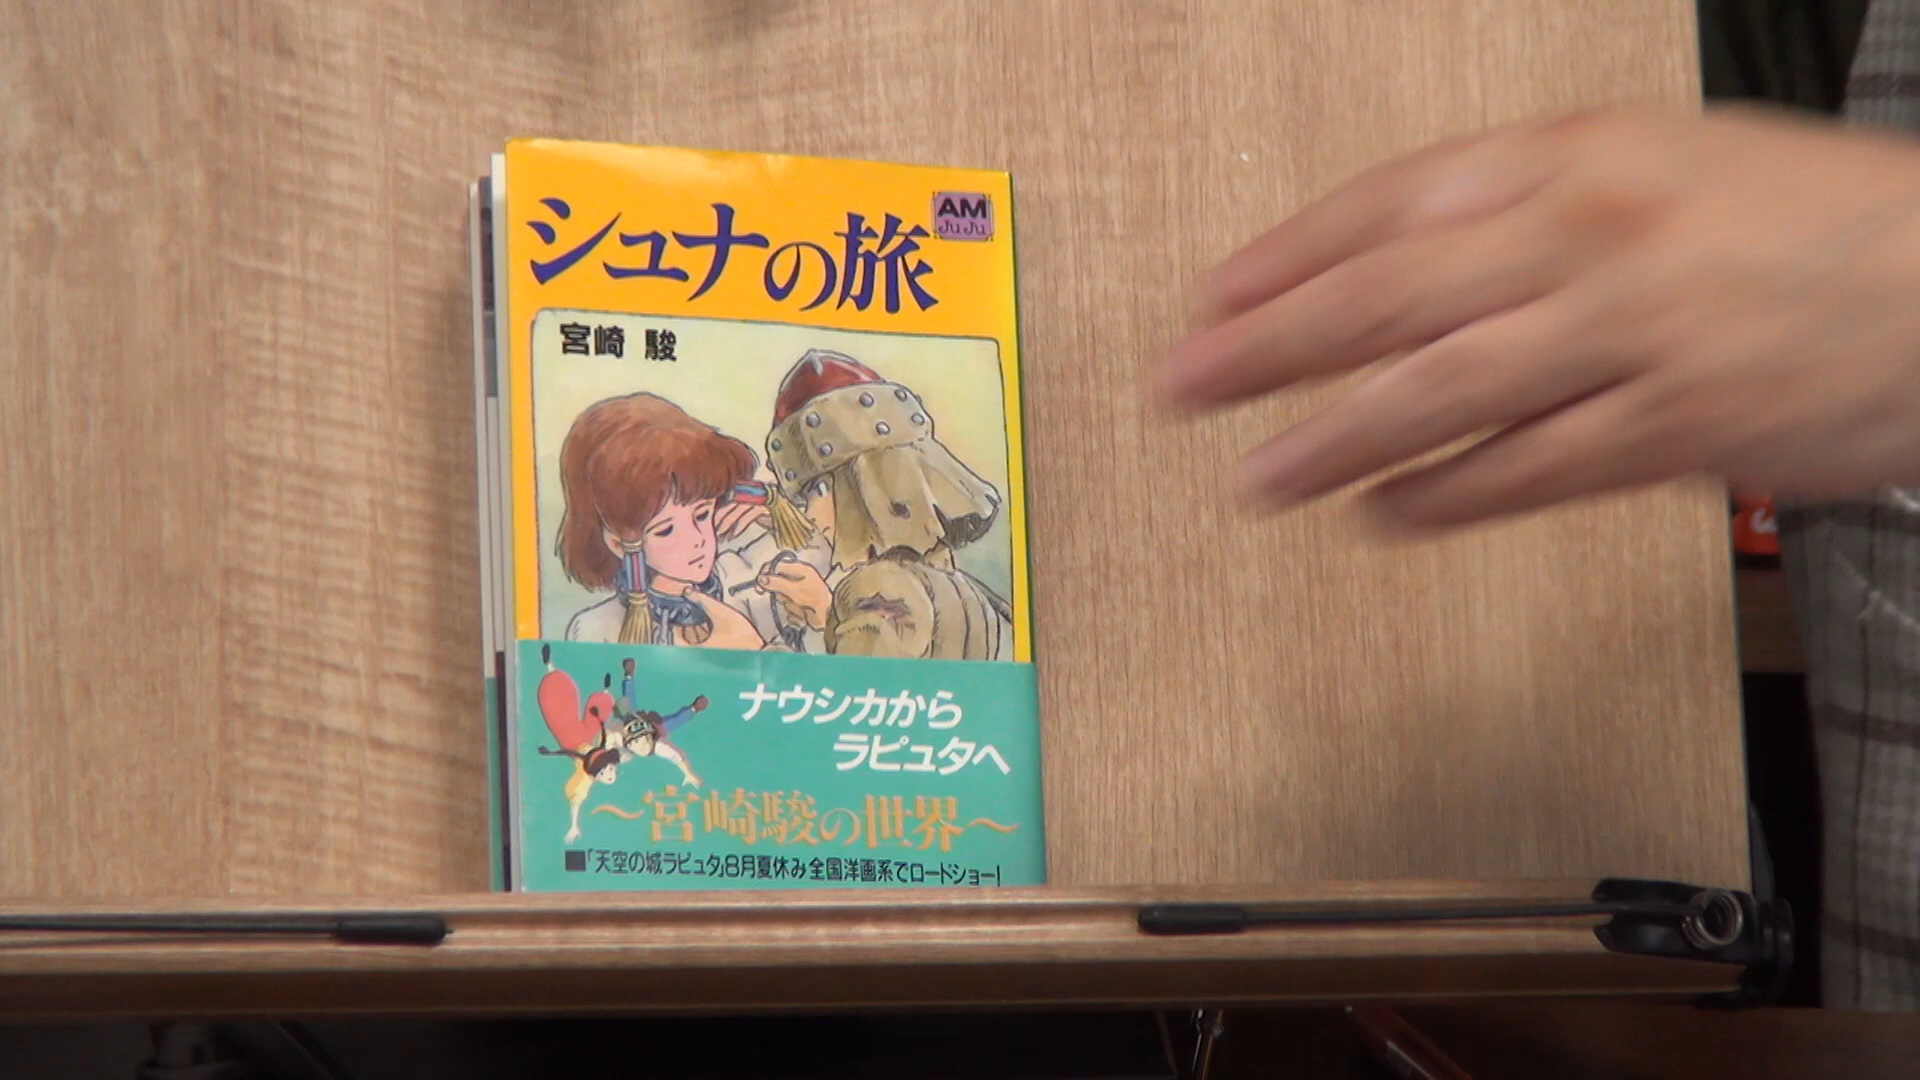 シュナの旅
AM
JuJu
宮崎 駿
ナウシカから
ラピュタへ
〜宮崎駿の世界〜
■「天空の城ラピュタ」8月夏休み全国洋画系でロードショー!